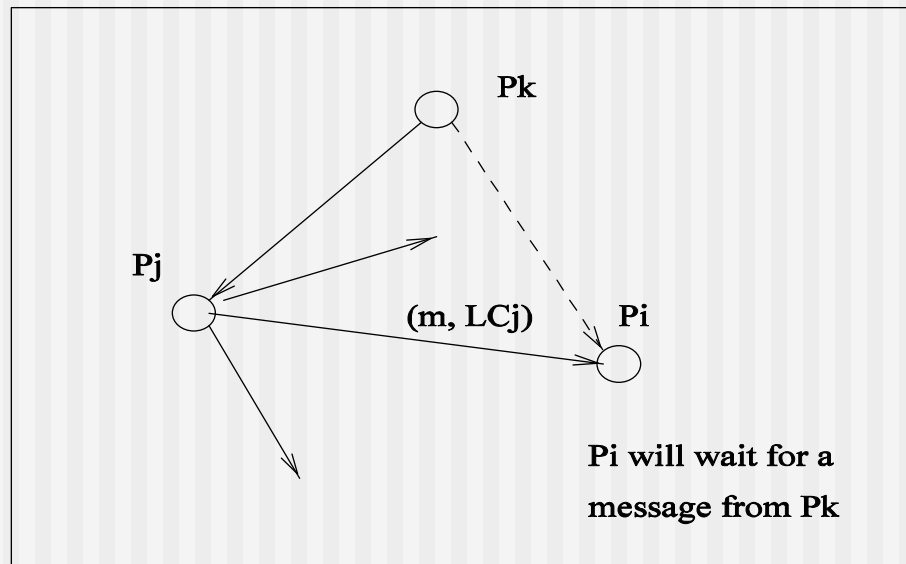 Pk
Pj
(m, LCj)
Pi
Pi will wait for a
message from Pk